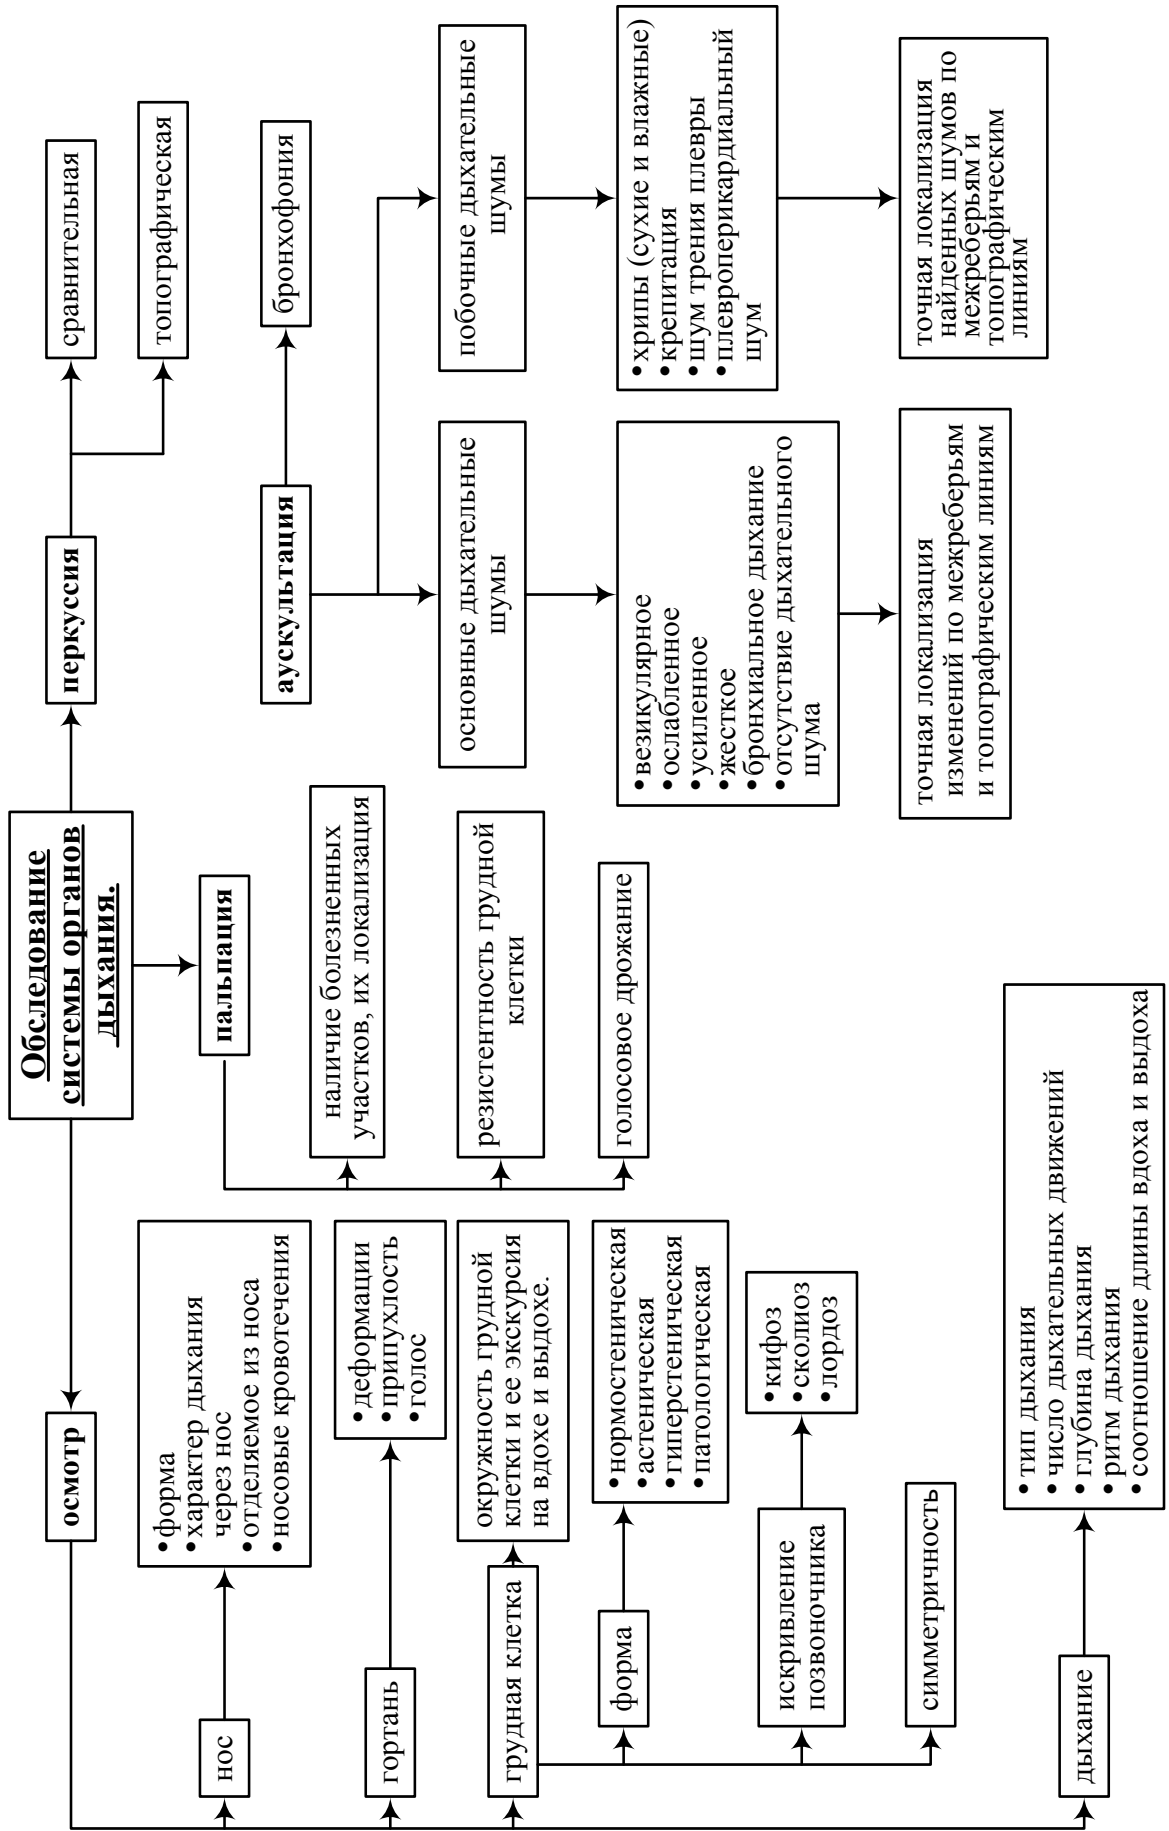 Обследование
системы органов
дыхания.
осмотр
нос
•форма
•характер дыхания
через нос
•отделяемое из носа
•носовые кровотечения
гортань
•деформации
•припухлость
•голос
грудная клетка
окружность грудной
клетки и ее экскурсия
на вдохе и выдохе.
форма
•нормостеническая
•астеническая
•гиперстеническая
•патологическая
искривление
позвоночника
•кифоз
•сколиоз
•лордоз
симметричность
дыхание
• тип дыхания
• число дыхательных движений
• глубина дыхания
• ритм дыхания
• соотношение длины вдоха и выдоха
пальпация
наличие болезненных
участков, их локализация
резистентность грудной
клетки
голосовое дрожание
перкуссия
сравнительная
топографическая
аускультация
бронхофония
основные дыхательные
шумы
•везикулярное
•ослабленное
•усиленное
•жесткое
•бронхиальное дыхание
•отсутствие дыхательного
шума
точная локализация
изменений по межреберьям
и топографическим линиям
побочные дыхательные
шумы
•хрипы (сухие и влажные)
•крепитация
•шум трения плевры
•плевроперикардиальный
шум
точная локализация
найденных шумов по
межреберьям и
топографическим
линиям